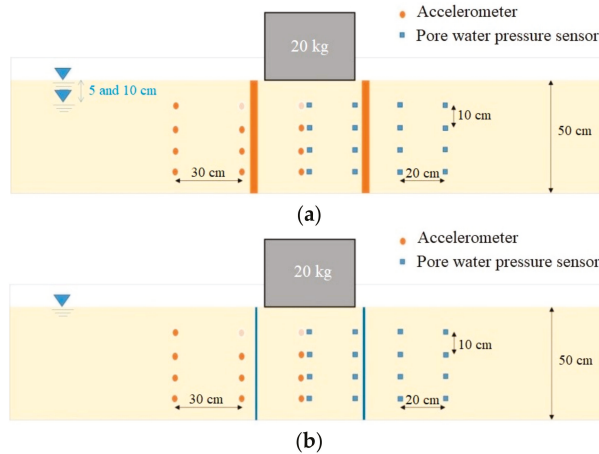 Accelerometer
20 kg
Pore water pressure sensor
5 and 10 cm
10 cm
50 cm
30 cm
20 cm
(a)
Accelerometer
Pore water pressure sensor
20 kg
10 cm
50 cm
30 cm
20 cm
(b)